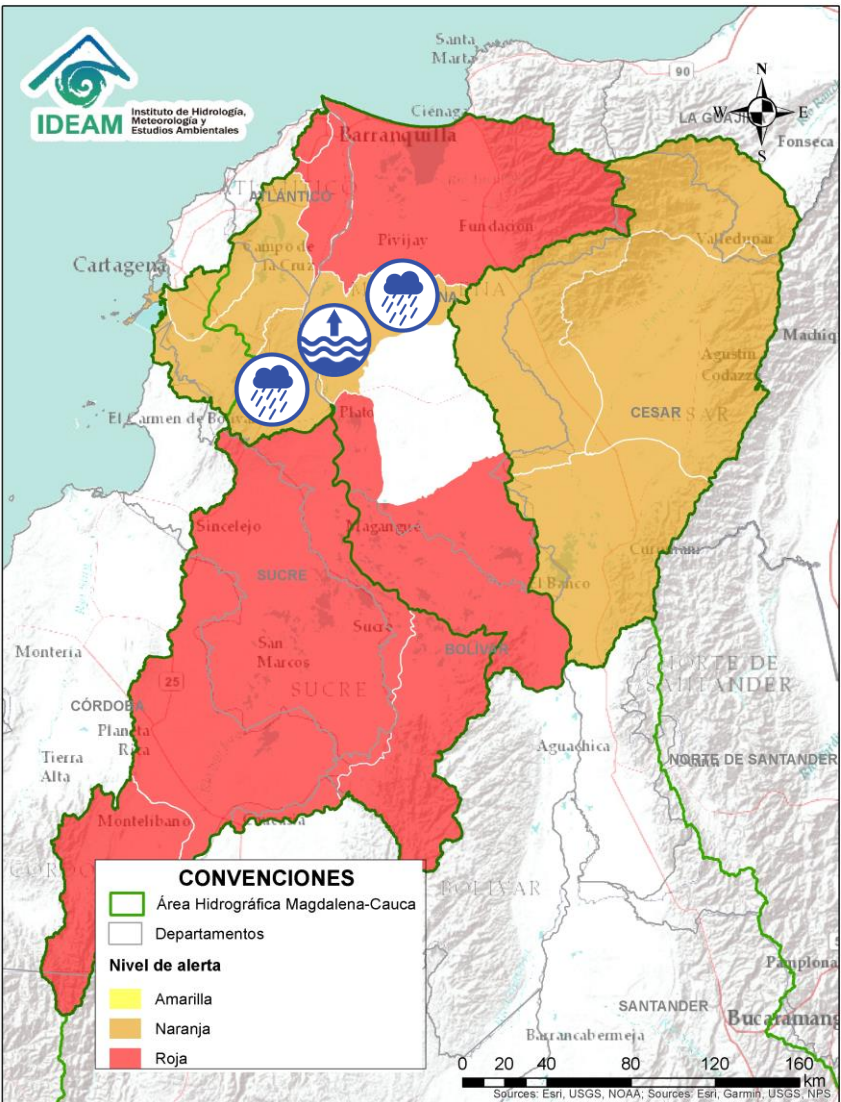 IDEAM
Instituto de Hidrología,
Meteorología y
Estudios Ambientales
Santa
Marta
90
N
W
E
S
Ciénaga
LA GUAJIRA
Fonseca
Barranquilla
ATLÁNTICO
Fundación
Pivijay
Campo de
la Cruz
Valledupar
Cartagena
NA
Machiq
Agustín
Codazzi
CESAR
CESAR
El Carmen de Bolívar
Plato
Sincelejo
Magangué
SUCRE
Curumaní
El Banco
Sucre
BOLÍVAR
Montería
San
Marcos
SUCRE
NORTE DE
SANTANDER
25
CÓRDOBA
Planeta
Rica
Tierra
Alta
Aguachica
NORTE DE SANTANDER
Montelíbano
BOLÍVAR
Pamplona
SANTANDER
Bucaramang
Barrancabermeja
CONVENCIONES
Área Hidrográfica Magdalena-Cauca
Departamentos
Nivel de alerta
Amarilla
Naranja
Roja
0 20 40 80 120 160
km
Sources: Esri, USGS, NOAA; Sources: Esri, Garmin, USGS, NPS